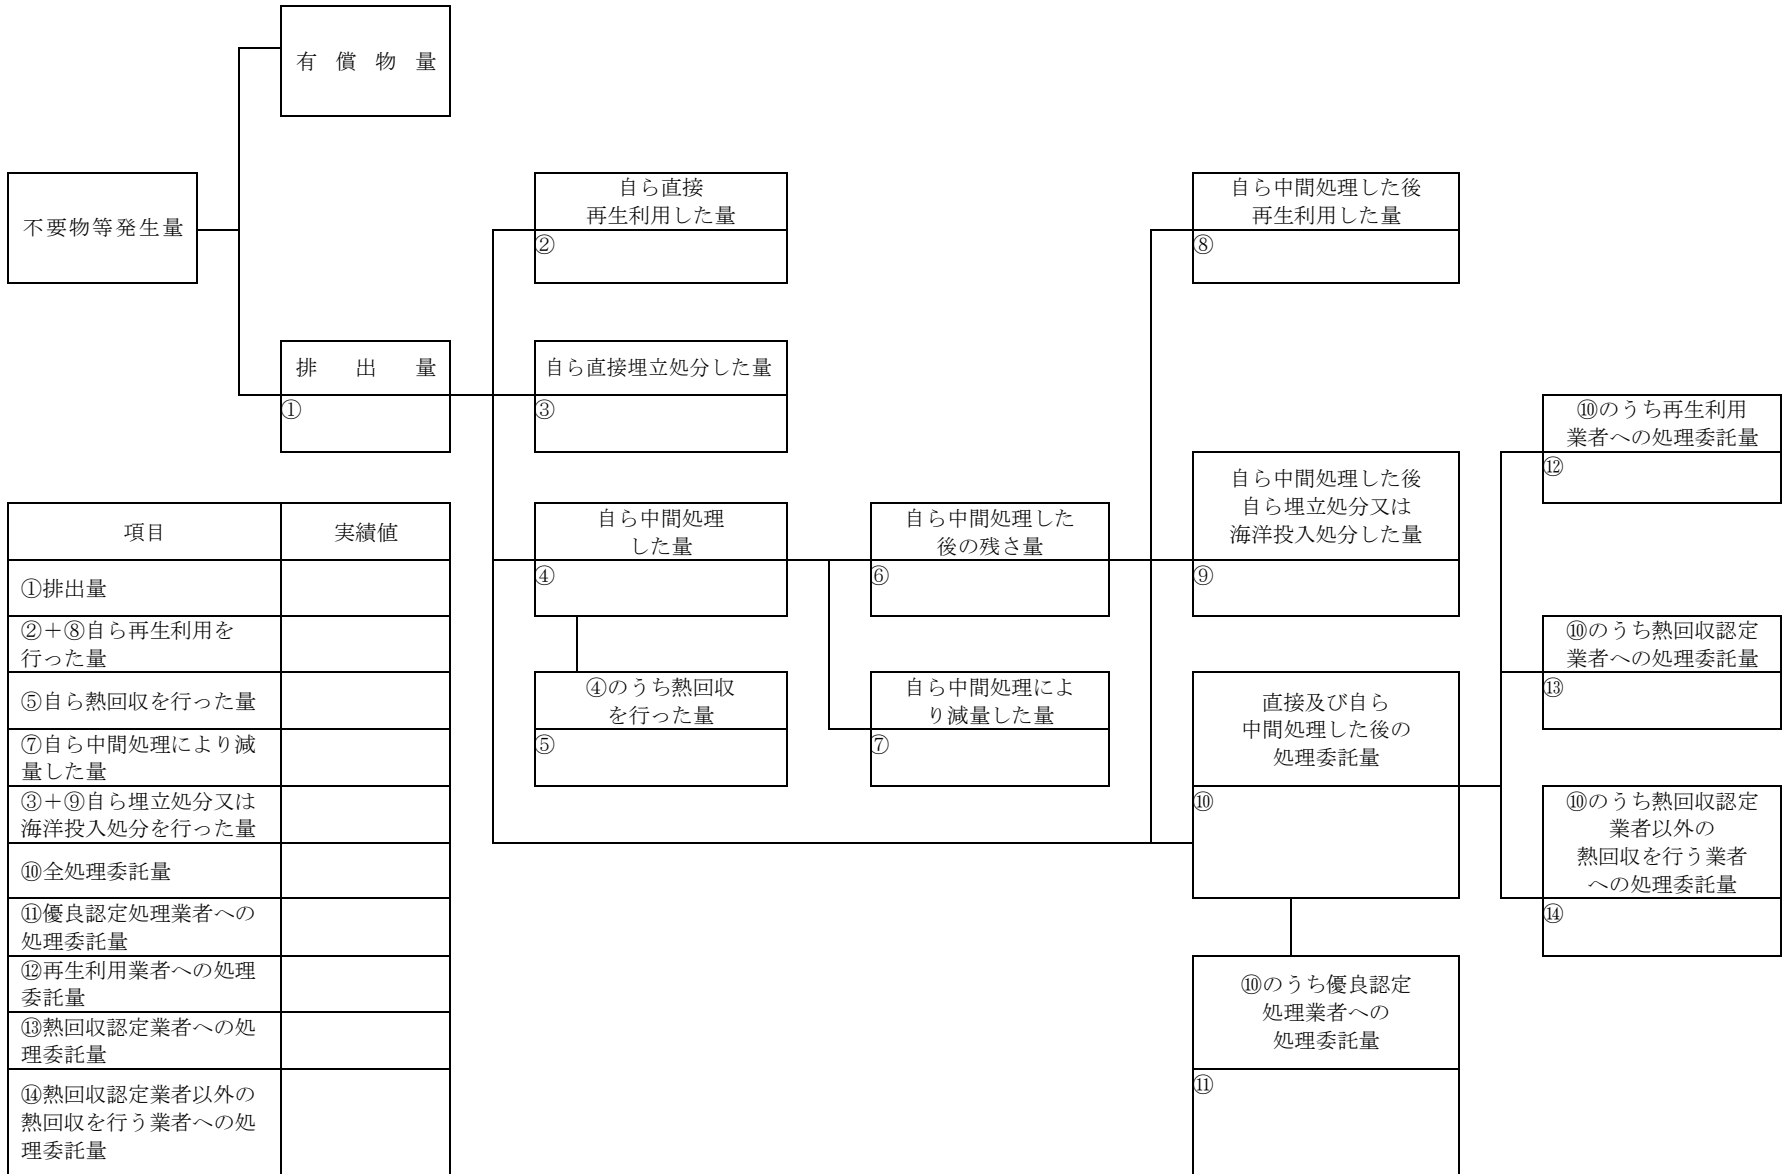 有償物量
不要物等発生量
排出量
①
自ら直接
再生利用した量
②
自ら直接埋立処分した量
③
自ら中間処理
した量
④
④のうち熱回収
を行った量
⑤
自ら中間処理した
後の残さ量
⑥
自ら中間処理によ
り減量した量
⑦
自ら中間処理した後
再生利用した量
⑧
自ら中間処理した後
自ら埋立処分又は
海洋投入処分した量
⑨
直接及び自ら
中間処理した後の
処理委託量
⑩
⑩のうち優良認定
処理業者への
処理委託量
⑪
⑩のうち再生利用
業者への処理委託量
⑫
⑩のうち熱回収認定
業者への処理委託量
⑬
⑩のうち熱回収認定
業者以外の
熱回収を行う業者
への処理委託量
⑭
項目 実績値
①排出量
②+⑧自ら再生利用を
行った量
⑤自ら熱回収を行った量
⑦自ら中間処理により減
量した量
③+⑨自ら埋立処分又は
海洋投入処分を行った量
⑩全処理委託量
⑪優良認定処理業者への
処理委託量
⑫再生利用業者への処理
委託量
⑬熱回収認定業者への処
理委託量
⑭熱回収認定業者以外の
熱回収を行う業者への処
理委託量